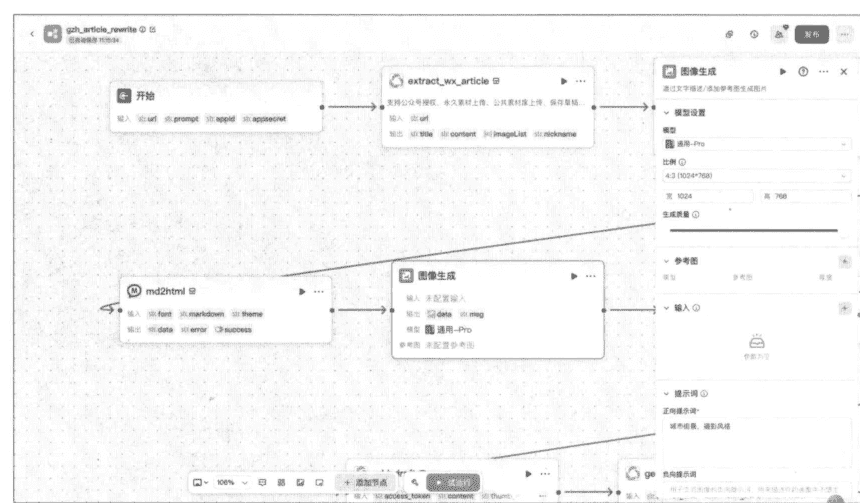 gzh_article_rewrite
发布
开始
输入 str.url str.prompt str.appid str.appsecret
extract_wx_article
支持公众号授权、永久素材上传、公共素材库上传、保存草稿...
输入 str.url
输出 str.title str.content imageList str.nickname
md2html
输入 str.font str.markdown str.theme
输出 str.data str.error success
图像生成
输入 未配置输入
输出 data str.msg
模型 通用-Pro
参考图 未配置参考图
图像生成
通过文字描述/添加参考图生成图片
模型设置
模型
通用-Pro
比例
4:3 (1024*768)
宽 1024 高 768
生成质量
参考图
参考图
输入
提示词
正向提示词*
城市街景、摄影风格
负向提示词
106% 添加节点 试运行
输入 access_token str.content str.thumb...
ge